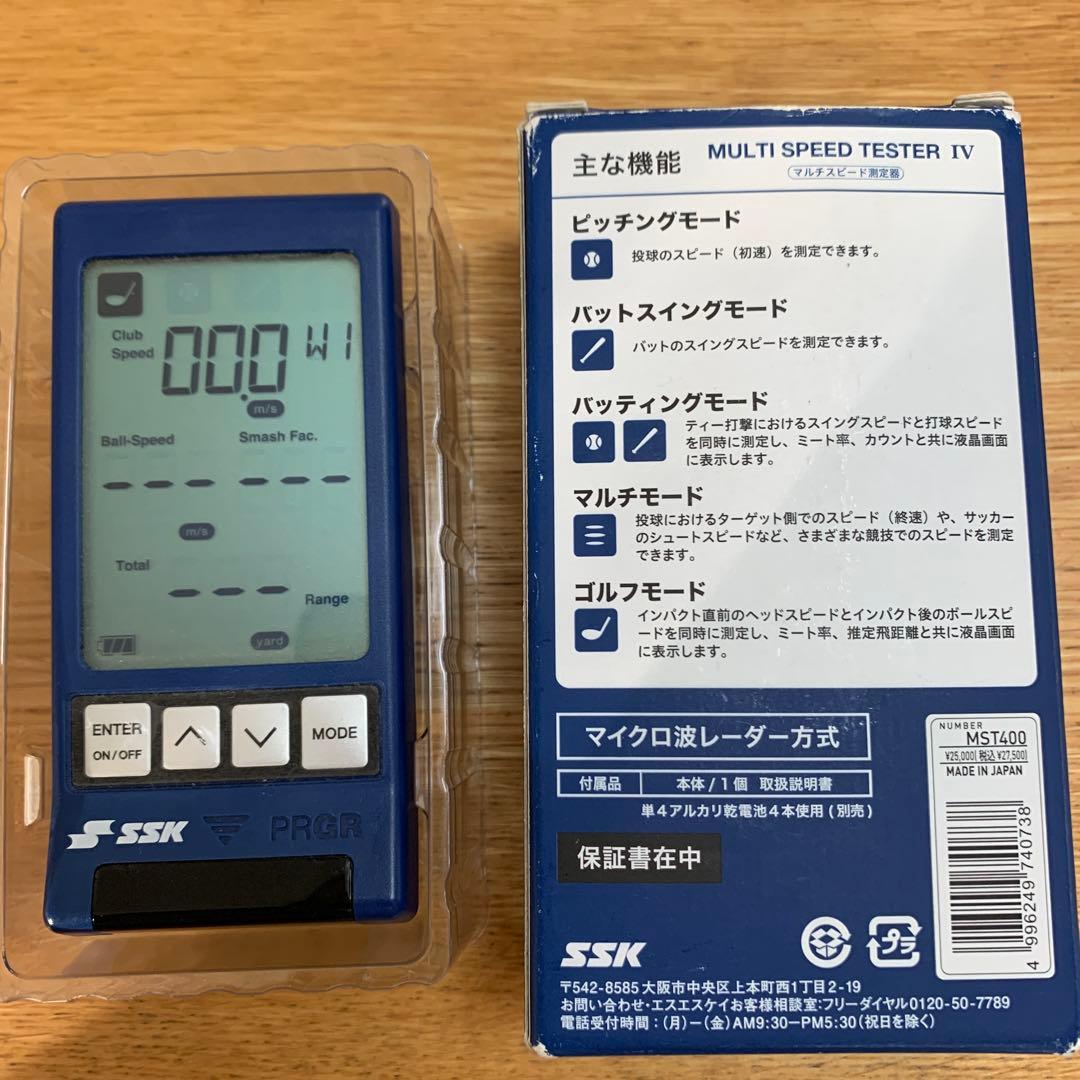 Club
Speed
00.0 W1
m/s
Ball-Speed
Smash Fac.
--- ---
m/s
Total
---
Range
yard
ENTER
ON/OFF
MODE
SSK PRGR
主な機能
MULTI SPEED TESTER IV
マルチスピード測定器
ピッチングモード
投球のスピード（初速）を測定できます。
バットスイングモード
バットのスイングスピードを測定できます。
バッティングモード
ティー打撃におけるスイングスピードと打球スピード
を同時に測定し、ミート率、カウントと共に液晶画面
に表示します。
マルチモード
投球におけるターゲット側でのスピード（終速）や、サッカー
のシュートスピードなど、さまざまな競技でのスピードを測定
できます。
ゴルフモード
インパクト直前のヘッドスピードとインパクト後のボールスピ
ードを同時に測定し、ミート率、推定飛距離と共に液晶画面
に表示します。
マイクロ波レーダー方式
付属品 本体/1個 取扱説明書
単4アルカリ乾電池4本使用(別売)
保証書在中
NUMBER
MST400
¥25,000(税込¥27,500)
MADE IN JAPAN
4 996249 740738
プラ
SSK
〒542-8585 大阪市中央区上本町西1丁目2-19
お問い合わせ・エスエスケイお客様相談室:フリーダイヤル0120-50-7789
電話受付時間：(月)ー(金)AM9:30ーPM5:30(祝日を除く)